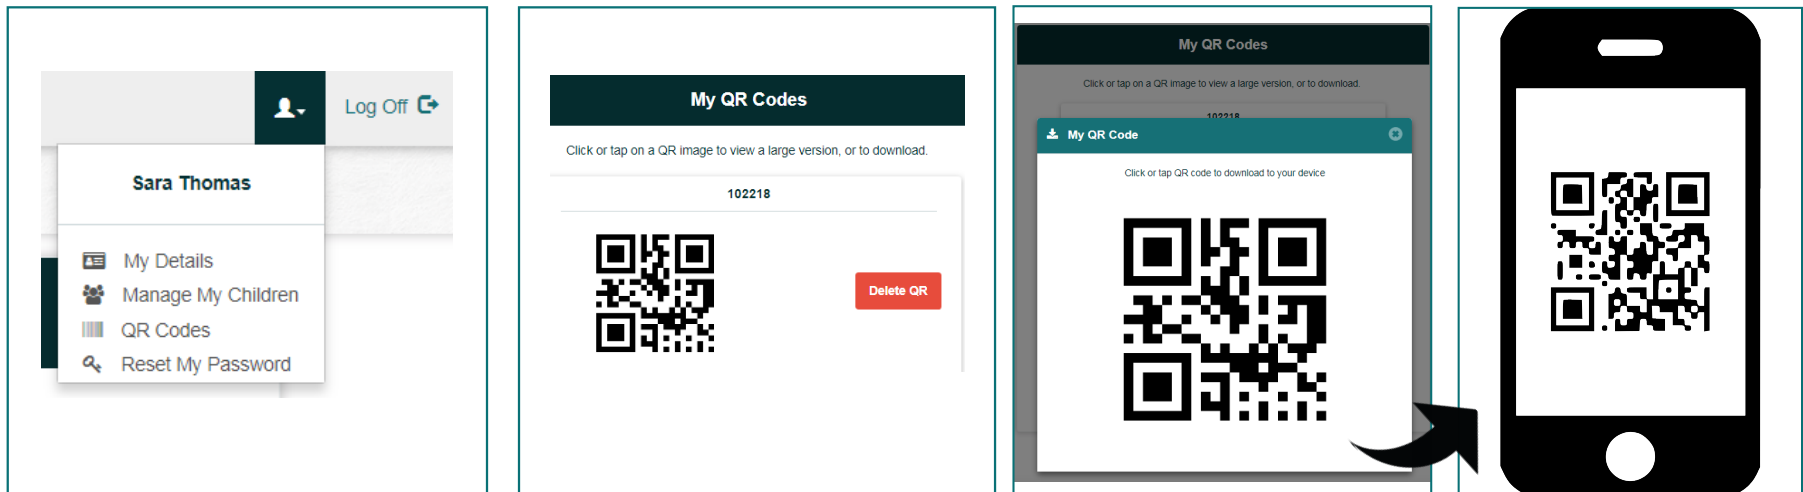 Log Off
Sara Thomas
My Details
Manage My Children
QR Codes
Reset My Password
My QR Codes
Click or tap on a QR image to view a large version, or to download.
102218
Delete QR
My QR Codes
Click or tap on a QR image to view a large version, or to download.
102218
My QR Code
Click or tap QR code to download to your device